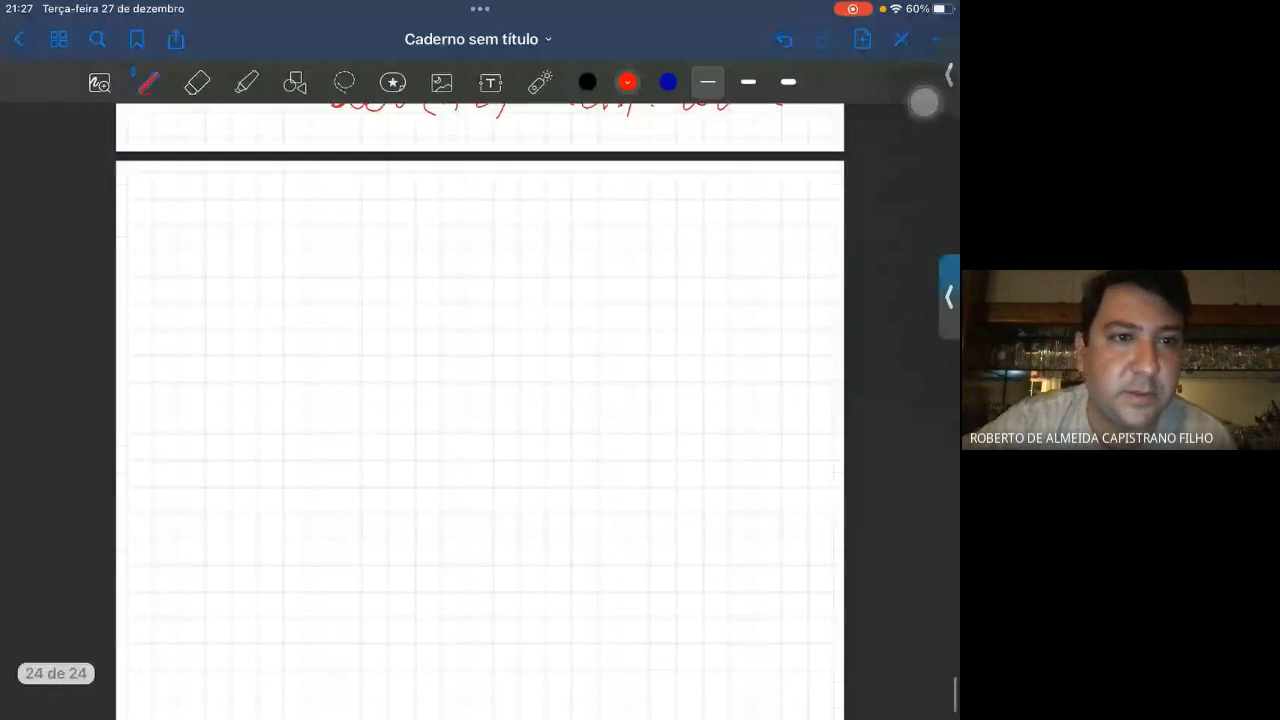 21:27 Terça-feira 27 de dezembro
60%
Caderno sem título
T
24 de 24
ROBERTO DE ALMEIDA CAPISTRANO FILHO